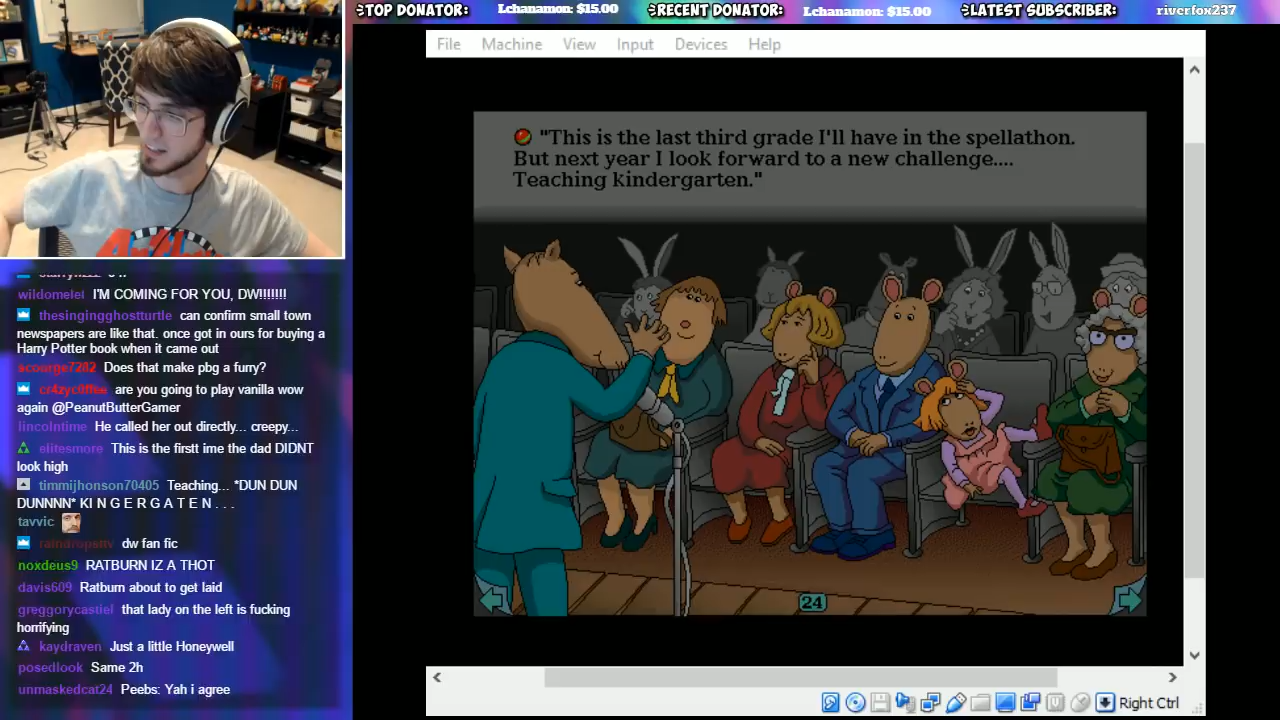 TOP DONATOR: Lchanamon: $15.00 RECENT DONATOR: Lchanamon: $15.00 LATEST SUBSCRIBER: riverfox237
File Machine View Input Devices Help
"This is the last third grade I'll have in the spellathon.
But next year I look forward to a new challenge....
Teaching kindergarten."
24
Right Ctrl
wildomelel I'M COMING FOR YOU, DW!!!!!!!
thesingingghostturtle can confirm small town
newspapers are like that. once got in ours for buying a
Harry Potter book when it came out
scourge7282 Does that make pbg a furry?
cr4zyc0ffee are you going to play vanilla wow
again @PeanutButterGamer
lincolntime He called her out directly... creepy...
elitesmore This is the firstt ime the dad DIDNT
look high
timmijhonson70405 Teaching... *DUN DUN
DUNNNN* K I N G E R G A T E N . . .
tavvic
raindropsttv dw fan fic
noxdeus9 RATBURN IZ A THOT
davis609 Ratburn about to get laid
greggorycastiel that lady on the left is fucking
horrifying
kaydraven Just a little Honeywell
posedlook Same 2h
unmaskedcat24 Peebs: Yah i agree